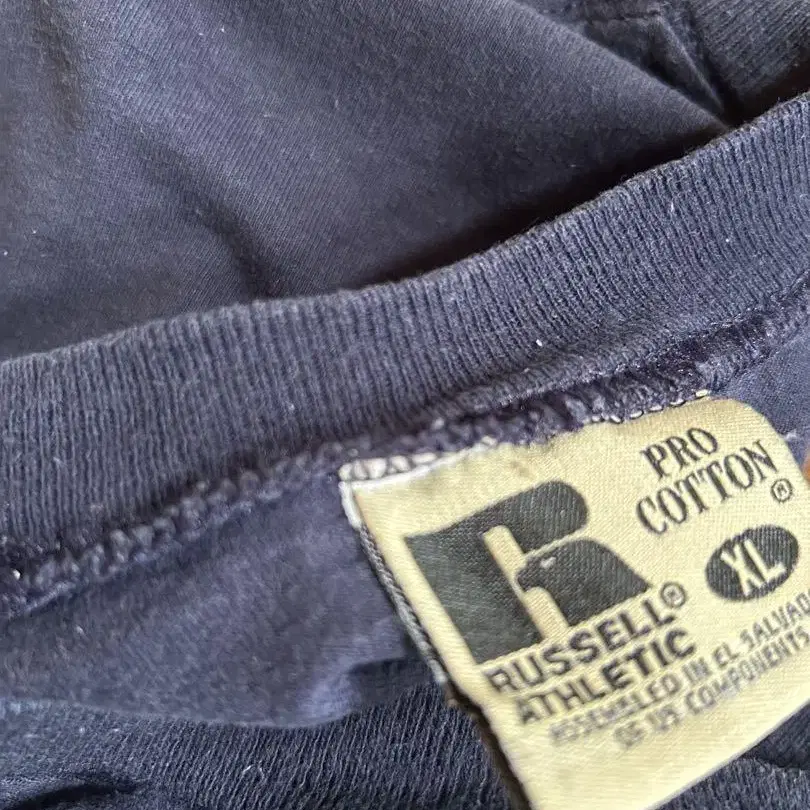 PRO
COTTON®
XL
RUSSELL®
ATHLETIC
ASSEMBLED IN EL SALVAD
OF US COMPONENTS